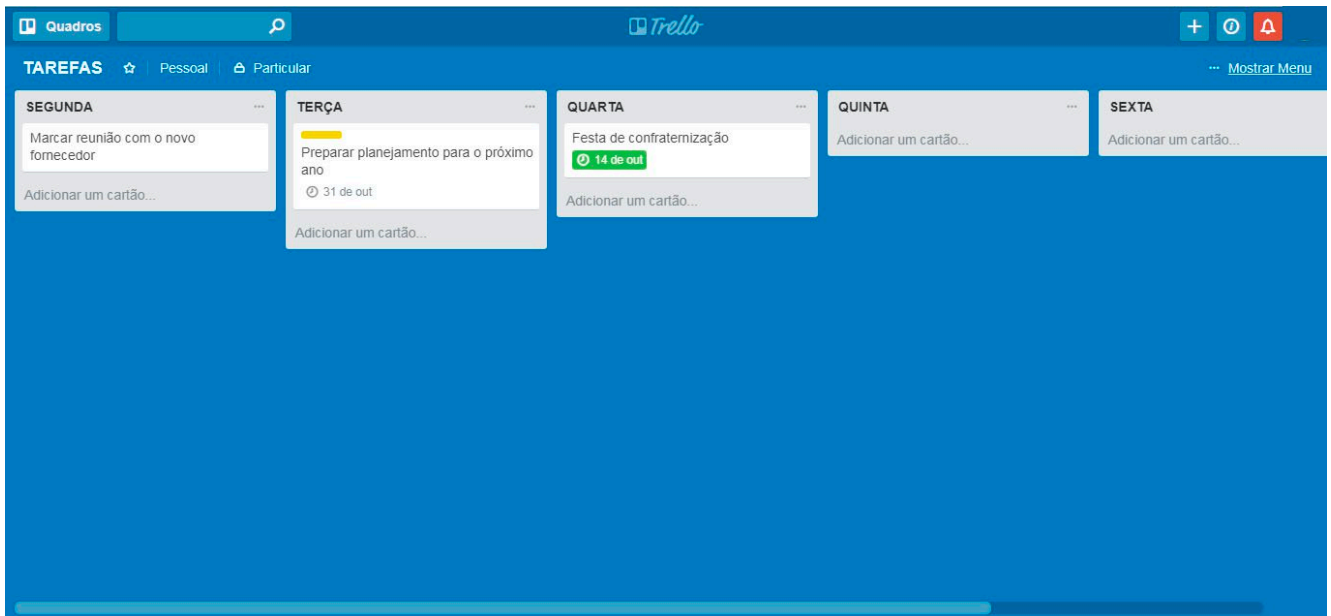 Quadros
Trello
TAREFAS Pessoal Particular
... Mostrar Menu
SEGUNDA
Marcar reunião com o novo
fornecedor
Adicionar um cartão...
TERÇA
Preparar planejamento para o próximo
ano
31 de out
Adicionar um cartão...
QUARTA
Festa de confraternização
14 de out
Adicionar um cartão...
QUINTA
Adicionar um cartão...
SEXTA
Adicionar um cartão...